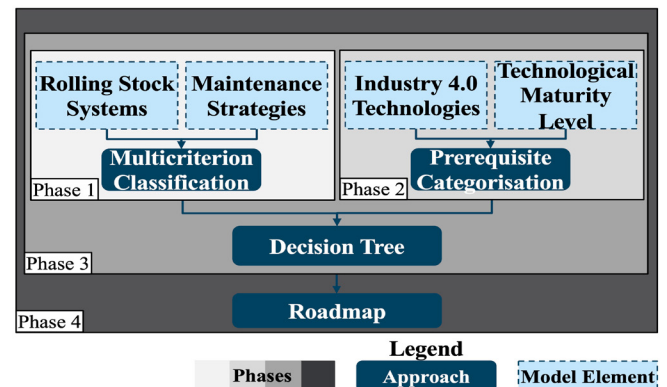 Rolling Stock
Systems
Maintenance
Strategies
Industry 4.0
Technologies
Technological
Maturity
Level
Multicriterion
Classification
Prerequisite
Categorisation
Phase 1
Phase 2
Decision Tree
Phase 3
Roadmap
Phase 4
Legend
Phases
Approach
Model Element